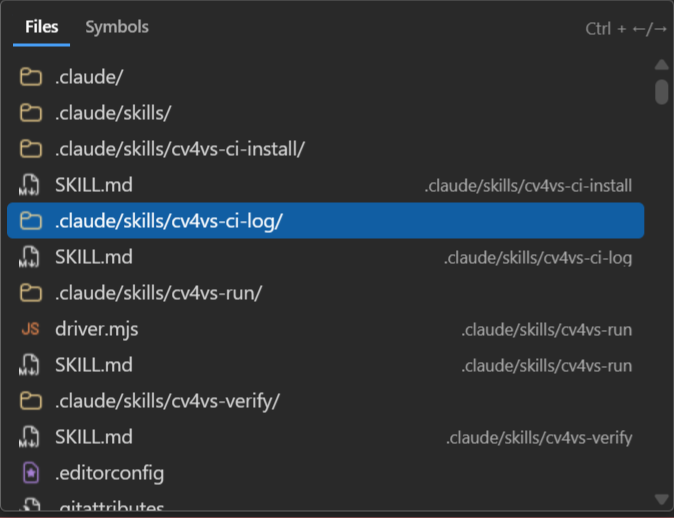 Files Symbols Ctrl + ←/→
.claude/
.claude/skills/
.claude/skills/cv4vs-ci-install/
SKILL.md .claude/skills/cv4vs-ci-install
.claude/skills/cv4vs-ci-log/
SKILL.md .claude/skills/cv4vs-ci-log
.claude/skills/cv4vs-run/
JS driver.mjs .claude/skills/cv4vs-run
SKILL.md .claude/skills/cv4vs-run
.claude/skills/cv4vs-verify/
SKILL.md .claude/skills/cv4vs-verify
.editorconfig
.gitattributes